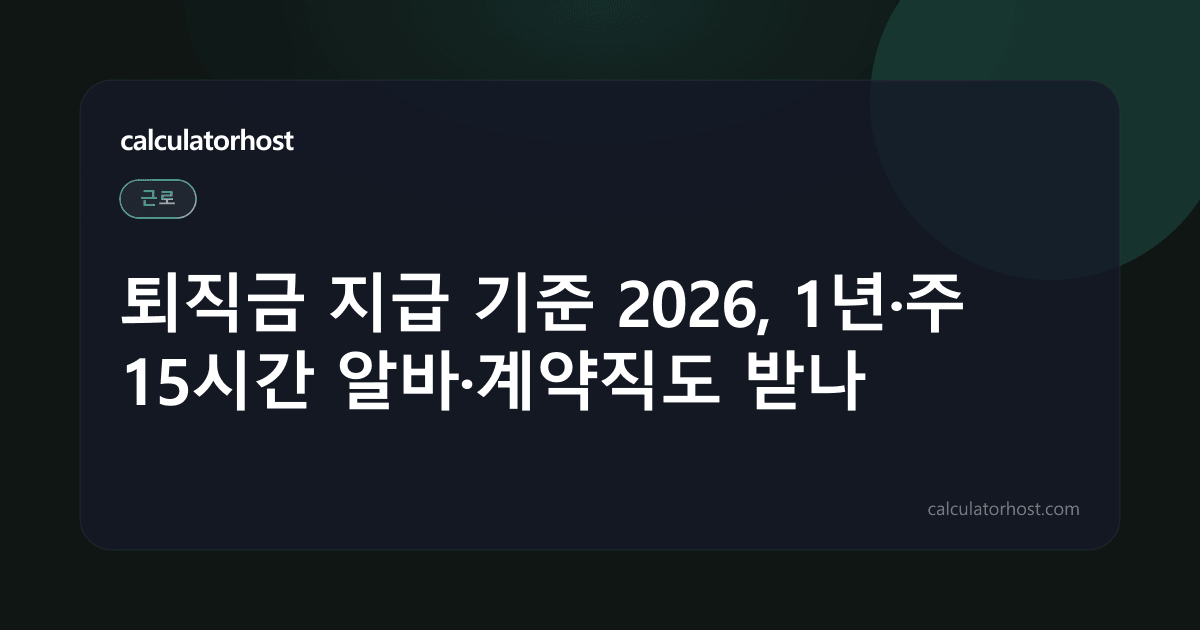 calculatorhost
근로
퇴직금 지급 기준 2026, 1년·주
15시간 알바·계약직도 받나
calculatorhost.com